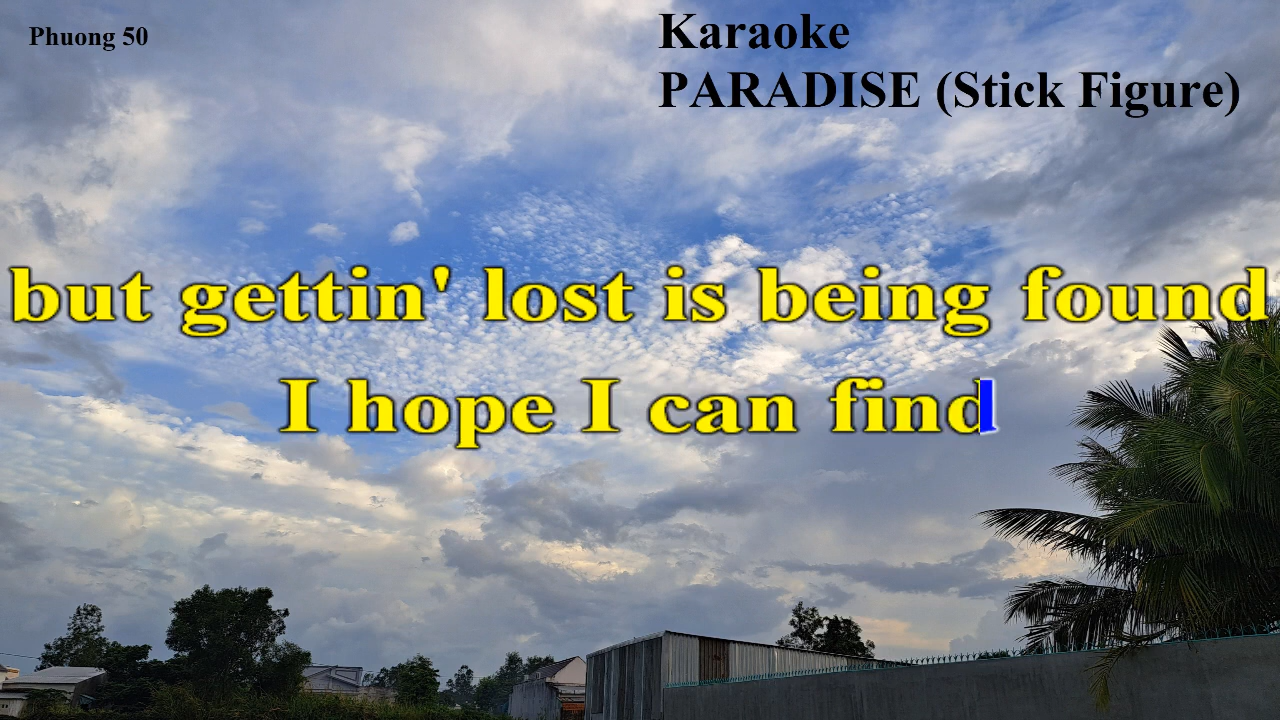 Phuong 50
Karaoke
PARADISE (Stick Figure)
but gettin' lost is being found
I hope I can find